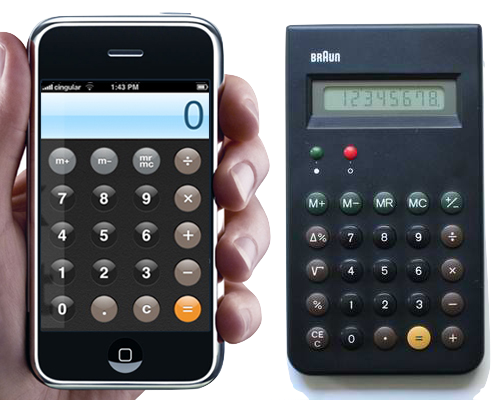 cingular 1:43 PM
0
m+ m- mr mc ÷
7 8 9 ×
4 5 6 +
1 2 3 −
0 . c =
BRAUN
12345678.
M+ M− MR MC +/−
Δ% 7 8 9 ÷
√ 4 5 6 ×
% 1 2 3 −
CE C 0 · = +